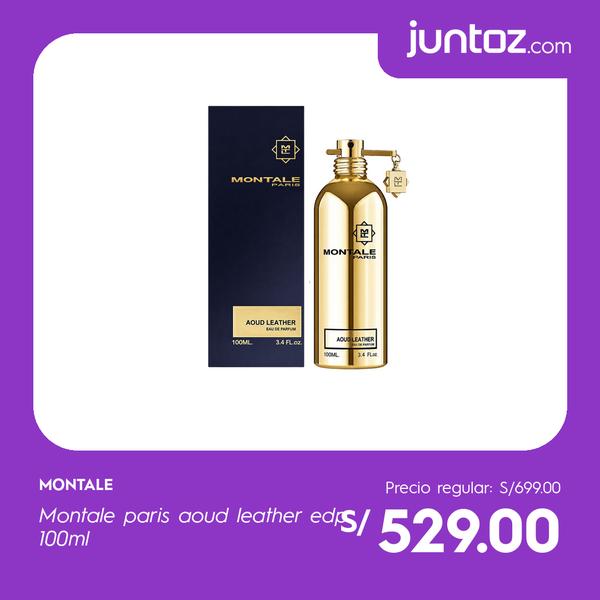 juntoz.com
MONTALE
PARIS
AOUD LEATHER
EAU DE PARFUM
100ML. 3.4 FL.oz.
MONTALE
PARIS
AOUD LEATHER
EAU DE PARFUM
100ML. 3.4 FL.oz.
MONTALE
Montale paris aoud leather edp
100ml
Precio regular: S/699.00
S/ 529.00